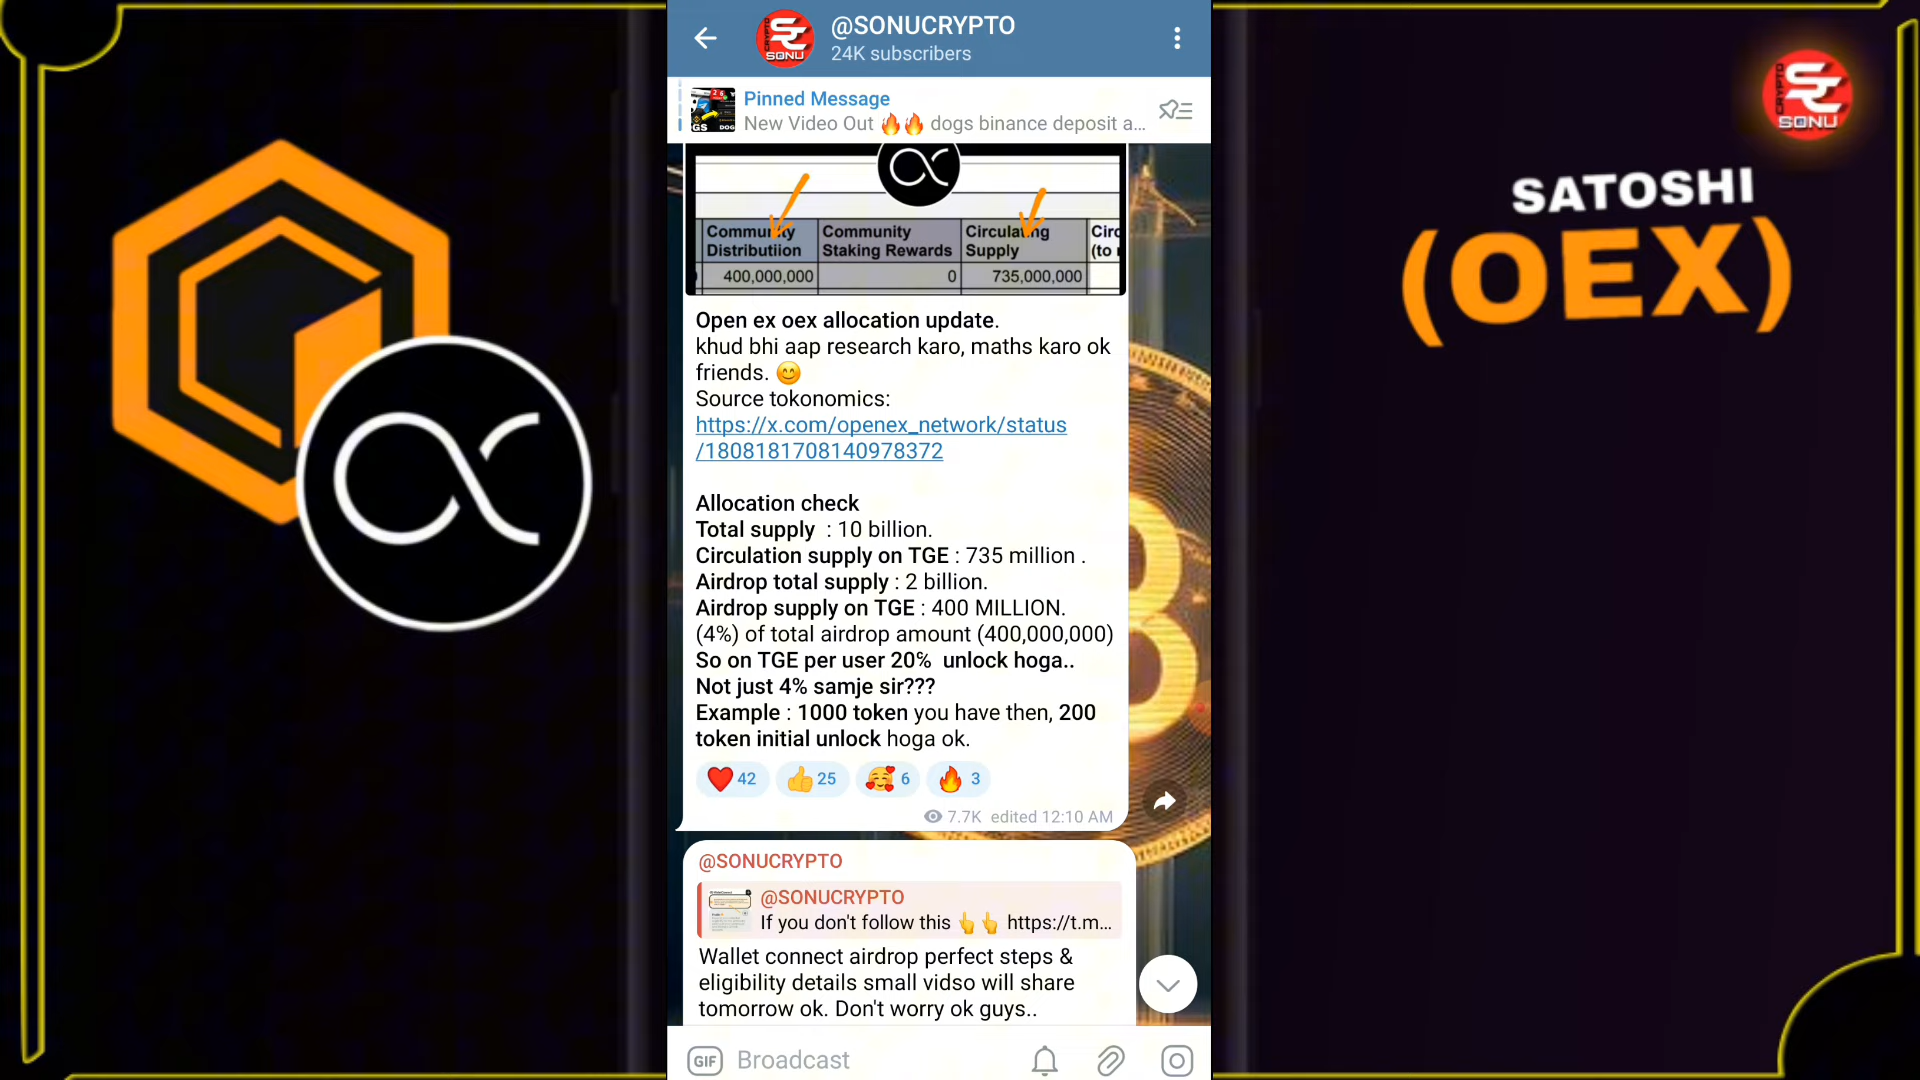 @SONUCRYPTO
24K subscribers
CRYPTO
SONU
Pinned Message
New Video Out 🔥🔥 dogs binance deposit a...
GS DOG
Community Distributiion
Community Staking Rewards
Circulating Supply
400,000,000
0
735,000,000
Open ex oex allocation update.
khud bhi aap research karo, maths karo ok
friends. 😊
Source tokonomics:
https://x.com/openex_network/status
/1808181708140978372
Allocation check
Total supply : 10 billion.
Circulation supply on TGE : 735 million .
Airdrop total supply : 2 billion.
Airdrop supply on TGE : 400 MILLION.
(4%) of total airdrop amount (400,000,000)
So on TGE per user 20% unlock hoga..
Not just 4% samje sir???
Example : 1000 token you have then, 200
token initial unlock hoga ok.
❤️ 42 👍 25 🥰 6 🔥 3
7.7K edited 12:10 AM
@SONUCRYPTO
@SONUCRYPTO
If you don't follow this 👆👆 https://t.m...
Wallet connect airdrop perfect steps &
eligibility details small vidso will share
tomorrow ok. Don't worry ok guys..
GIF Broadcast
CRYPTO
SONU
SATOSHI
(OEX)